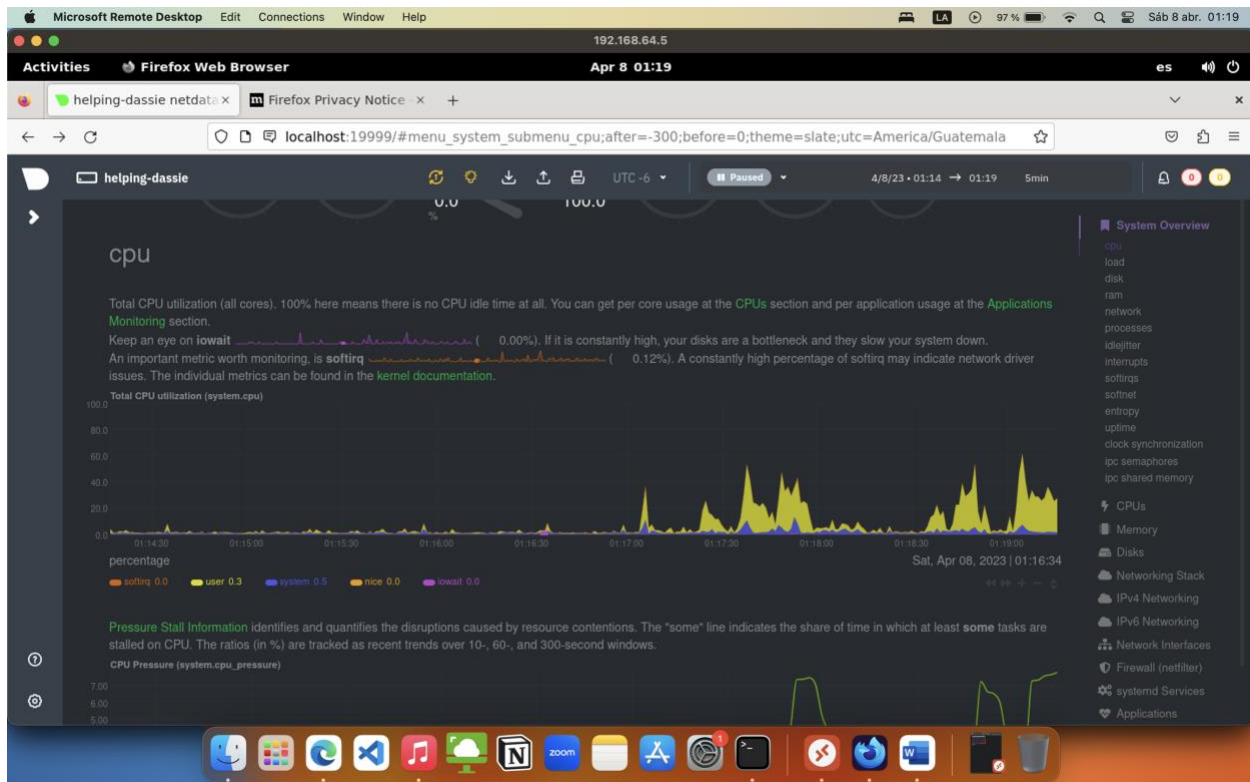 Microsoft Remote Desktop Edit Connections Window Help LA 97 % Sáb 8 abr. 01:19
192.168.64.5
Activities Firefox Web Browser Apr 8 01:19 es
helping-dassie netdata × m Firefox Privacy Notice × +
localhost:19999/#menu_system_submenu_cpu;after=-300;before=0;theme=slate;utc=America/Guatemala
helping-dassie UTC -6 Paused 4/8/23 • 01:14 → 01:19 5min 0 0
0.0 100.0
%
cpu
Total CPU utilization (all cores). 100% here means there is no CPU idle time at all. You can get per core usage at the CPUs section and per application usage at the Applications
Monitoring section.
Keep an eye on iowait ( 0.00%). If it is constantly high, your disks are a bottleneck and they slow your system down.
An important metric worth monitoring, is softirq ( 0.12%). A constantly high percentage of softirq may indicate network driver
issues. The individual metrics can be found in the kernel documentation.
Total CPU utilization (system.cpu)
100.0
80.0
60.0
40.0
20.0
0.0
01:14:30 01:15:00 01:15:30 01:16:00 01:16:30 01:17:00 01:17:30 01:18:00 01:18:30 01:19:00
percentage Sat, Apr 08, 2023 | 01:16:34
softirq 0.0 user 0.3 system 0.5 nice 0.0 iowait 0.0
Pressure Stall Information identifies and quantifies the disruptions caused by resource contentions. The "some" line indicates the share of time in which at least some tasks are
stalled on CPU. The ratios (in %) are tracked as recent trends over 10-, 60-, and 300-second windows.
CPU Pressure (system.cpu_pressure)
7.00
6.00
5.00
System Overview
cpu
load
disk
ram
network
processes
idlejitter
interrupts
softirqs
softnet
entropy
uptime
clock synchronization
ipc semaphores
ipc shared memory
CPUs
Memory
Disks
Networking Stack
IPv4 Networking
IPv6 Networking
Network Interfaces
Firewall (netfilter)
systemd Services
Applications
zoom
1
W